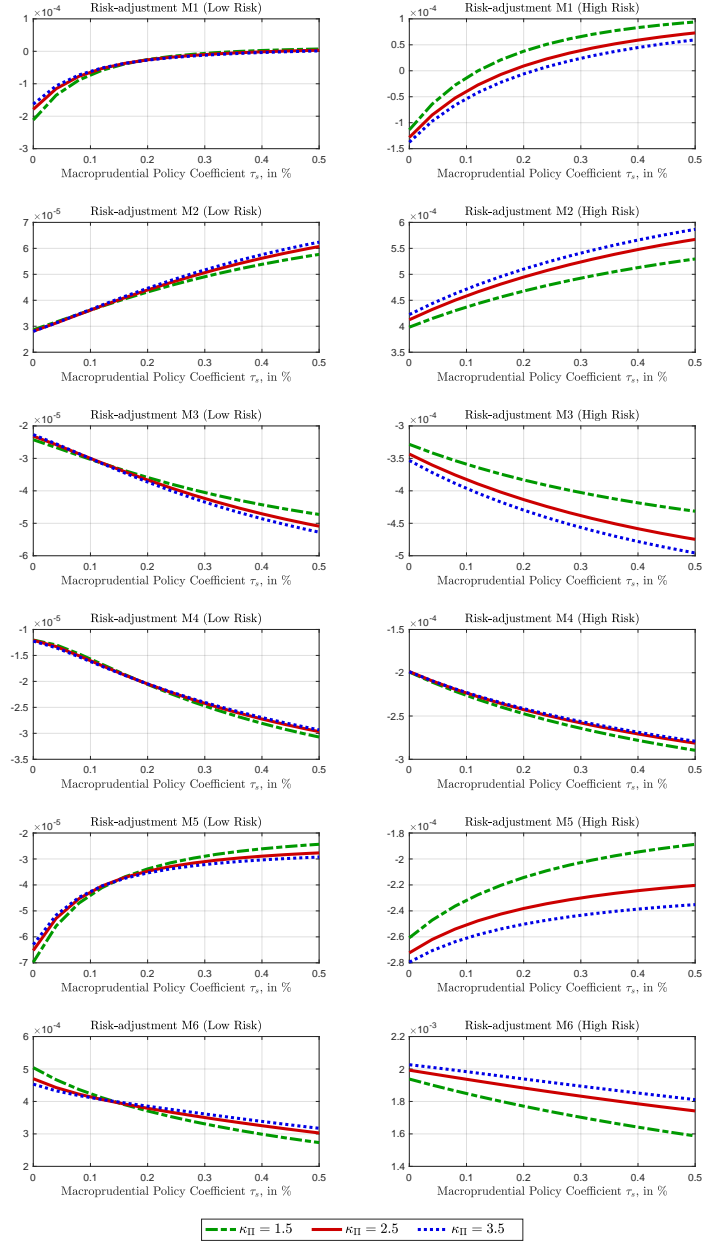 Risk-adjustment M1 (Low Risk)
×10⁻⁴
1
0
-1
-2
-3
0 0.1 0.2 0.3 0.4 0.5
Macroprudential Policy Coefficient τₛ, in %
Risk-adjustment M1 (High Risk)
×10⁻⁴
1
0.5
0
-0.5
-1
-1.5
0 0.1 0.2 0.3 0.4 0.5
Macroprudential Policy Coefficient τₛ, in %
Risk-adjustment M2 (Low Risk)
×10⁻⁵
7
6
5
4
3
2
0 0.1 0.2 0.3 0.4 0.5
Macroprudential Policy Coefficient τₛ, in %
Risk-adjustment M2 (High Risk)
×10⁻⁴
6
5.5
5
4.5
4
3.5
0 0.1 0.2 0.3 0.4 0.5
Macroprudential Policy Coefficient τₛ, in %
Risk-adjustment M3 (Low Risk)
×10⁻⁵
-2
-3
-4
-5
-6
0 0.1 0.2 0.3 0.4 0.5
Macroprudential Policy Coefficient τₛ, in %
Risk-adjustment M3 (High Risk)
×10⁻⁴
-3
-3.5
-4
-4.5
-5
0 0.1 0.2 0.3 0.4 0.5
Macroprudential Policy Coefficient τₛ, in %
Risk-adjustment M4 (Low Risk)
×10⁻⁵
-1
-1.5
-2
-2.5
-3
-3.5
0 0.1 0.2 0.3 0.4 0.5
Macroprudential Policy Coefficient τₛ, in %
Risk-adjustment M4 (High Risk)
×10⁻⁴
-1.5
-2
-2.5
-3
0 0.1 0.2 0.3 0.4 0.5
Macroprudential Policy Coefficient τₛ, in %
Risk-adjustment M5 (Low Risk)
×10⁻⁵
-2
-3
-4
-5
-6
-7
0 0.1 0.2 0.3 0.4 0.5
Macroprudential Policy Coefficient τₛ, in %
Risk-adjustment M5 (High Risk)
×10⁻⁴
-1.8
-2
-2.2
-2.4
-2.6
-2.8
0 0.1 0.2 0.3 0.4 0.5
Macroprudential Policy Coefficient τₛ, in %
Risk-adjustment M6 (Low Risk)
×10⁻⁴
6
5
4
3
2
0 0.1 0.2 0.3 0.4 0.5
Macroprudential Policy Coefficient τₛ, in %
Risk-adjustment M6 (High Risk)
×10⁻³
2.2
2
1.8
1.6
1.4
0 0.1 0.2 0.3 0.4 0.5
Macroprudential Policy Coefficient τₛ, in %
κ_Π = 1.5 κ_Π = 2.5 κ_Π = 3.5